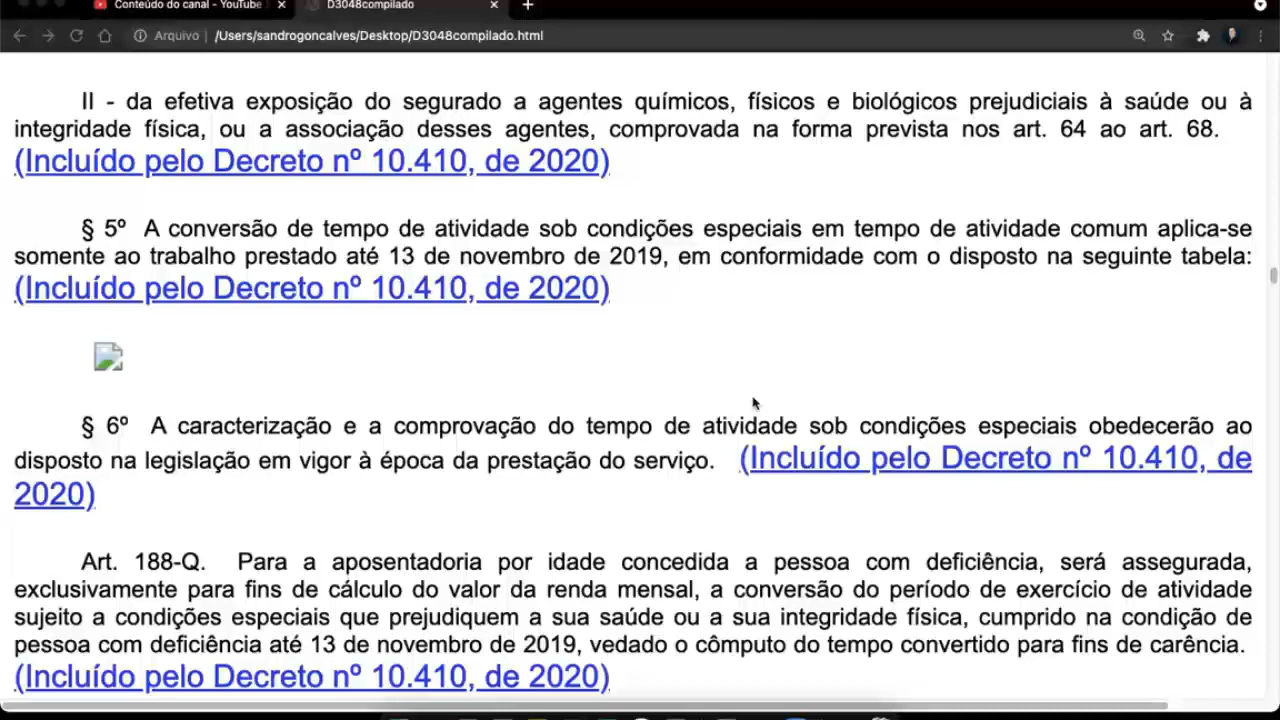 Conteúdo do canal - YouTube
D3048compilado
Arquivo | /Users/sandrogoncalves/Desktop/D3048compilado.html
II - da efetiva exposição do segurado a agentes químicos, físicos e biológicos prejudiciais à saúde ou à
integridade física, ou a associação desses agentes, comprovada na forma prevista nos art. 64 ao art. 68.
(Incluído pelo Decreto nº 10.410, de 2020)
§ 5º A conversão de tempo de atividade sob condições especiais em tempo de atividade comum aplica-se
somente ao trabalho prestado até 13 de novembro de 2019, em conformidade com o disposto na seguinte tabela:
(Incluído pelo Decreto nº 10.410, de 2020)
§ 6º A caracterização e a comprovação do tempo de atividade sob condições especiais obedecerão ao
disposto na legislação em vigor à época da prestação do serviço. (Incluído pelo Decreto nº 10.410, de
2020)
Art. 188-Q. Para a aposentadoria por idade concedida a pessoa com deficiência, será assegurada,
exclusivamente para fins de cálculo do valor da renda mensal, a conversão do período de exercício de atividade
sujeito a condições especiais que prejudiquem a sua saúde ou a sua integridade física, cumprido na condição de
pessoa com deficiência até 13 de novembro de 2019, vedado o cômputo do tempo convertido para fins de carência.
(Incluído pelo Decreto nº 10.410, de 2020)